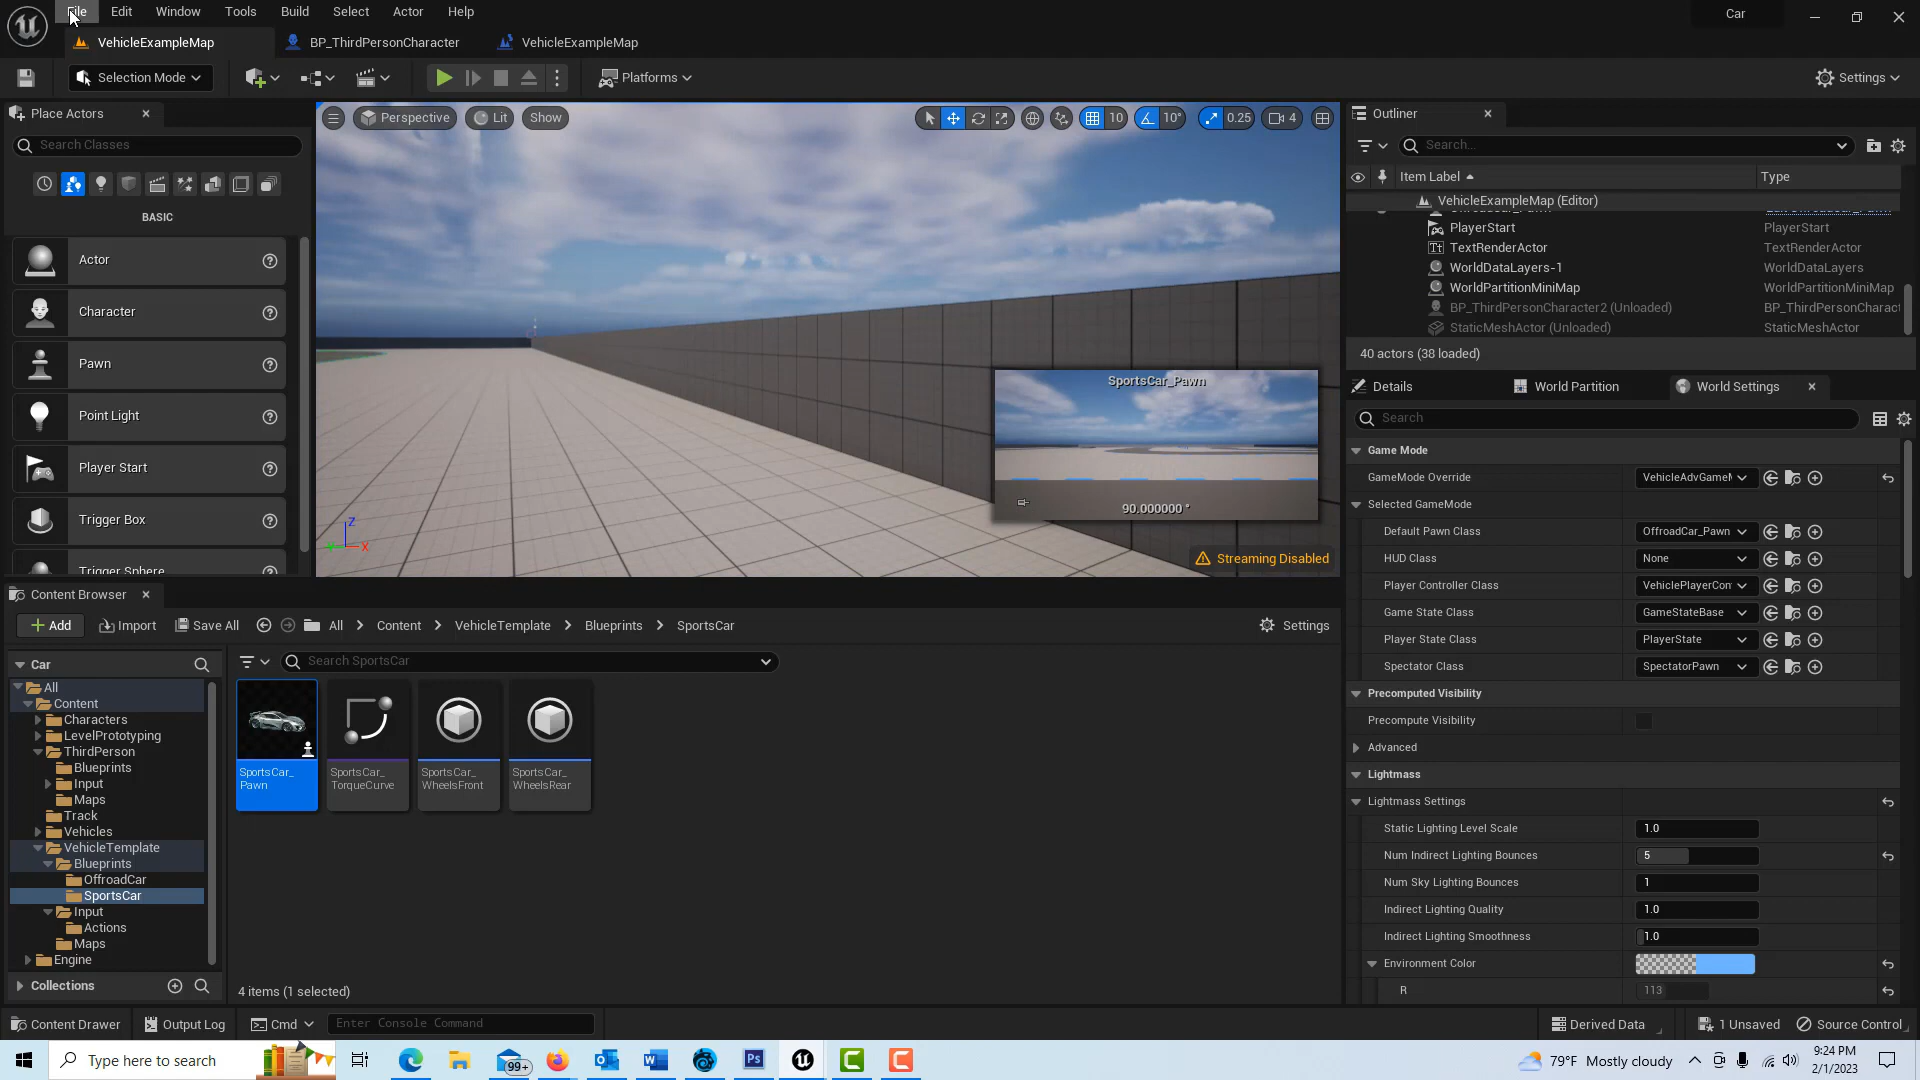 File Edit Window Tools Build Select Actor Help Car
VehicleExampleMap BP_ThirdPersonCharacter VehicleExampleMap
Selection Mode Platforms Settings
Place Actors
Search Classes
BASIC
Actor
Character
Pawn
Point Light
Player Start
Trigger Box
Trigger Sphere
Perspective Lit Show 10 10° 0.25 4
SportsCar_Pawn
90.000000 °
Streaming Disabled
Outliner
Search...
Item Label Type
VehicleExampleMap (Editor)
PlayerStart PlayerStart
TextRenderActor TextRenderActor
WorldDataLayers-1 WorldDataLayers
WorldPartitionMiniMap WorldPartitionMiniMap
BP_ThirdPersonCharacter2 (Unloaded) BP_ThirdPersonCharact
StaticMeshActor (Unloaded) StaticMeshActor
40 actors (38 loaded)
Details World Partition World Settings
Search
Game Mode
GameMode Override VehicleAdvGameM
Selected GameMode
Default Pawn Class OffroadCar_Pawn
HUD Class None
Player Controller Class VehiclePlayerCon
Game State Class GameStateBase
Player State Class PlayerState
Spectator Class SpectatorPawn
Precomputed Visibility
Precompute Visibility
Advanced
Lightmass
Lightmass Settings
Static Lighting Level Scale 1.0
Num Indirect Lighting Bounces 5
Num Sky Lighting Bounces 1
Indirect Lighting Quality 1.0
Indirect Lighting Smoothness 1.0
Environment Color
R 113
Content Browser
Add Import Save All All Content VehicleTemplate Blueprints SportsCar Settings
Car
Search SportsCar
All
Content
Characters
LevelPrototyping
ThirdPerson
Blueprints
Input
Maps
Track
Vehicles
VehicleTemplate
Blueprints
OffroadCar
SportsCar
Input
Actions
Maps
Engine
Collections
SportsCar_
Pawn
SportsCar_
TorqueCurve
SportsCar_
WheelsFront
SportsCar_
WheelsRear
4 items (1 selected)
Content Drawer Output Log Cmd Enter Console Command Derived Data 1 Unsaved Source Control
Type here to search 99+ 79°F Mostly cloudy 9:24 PM
2/1/2023